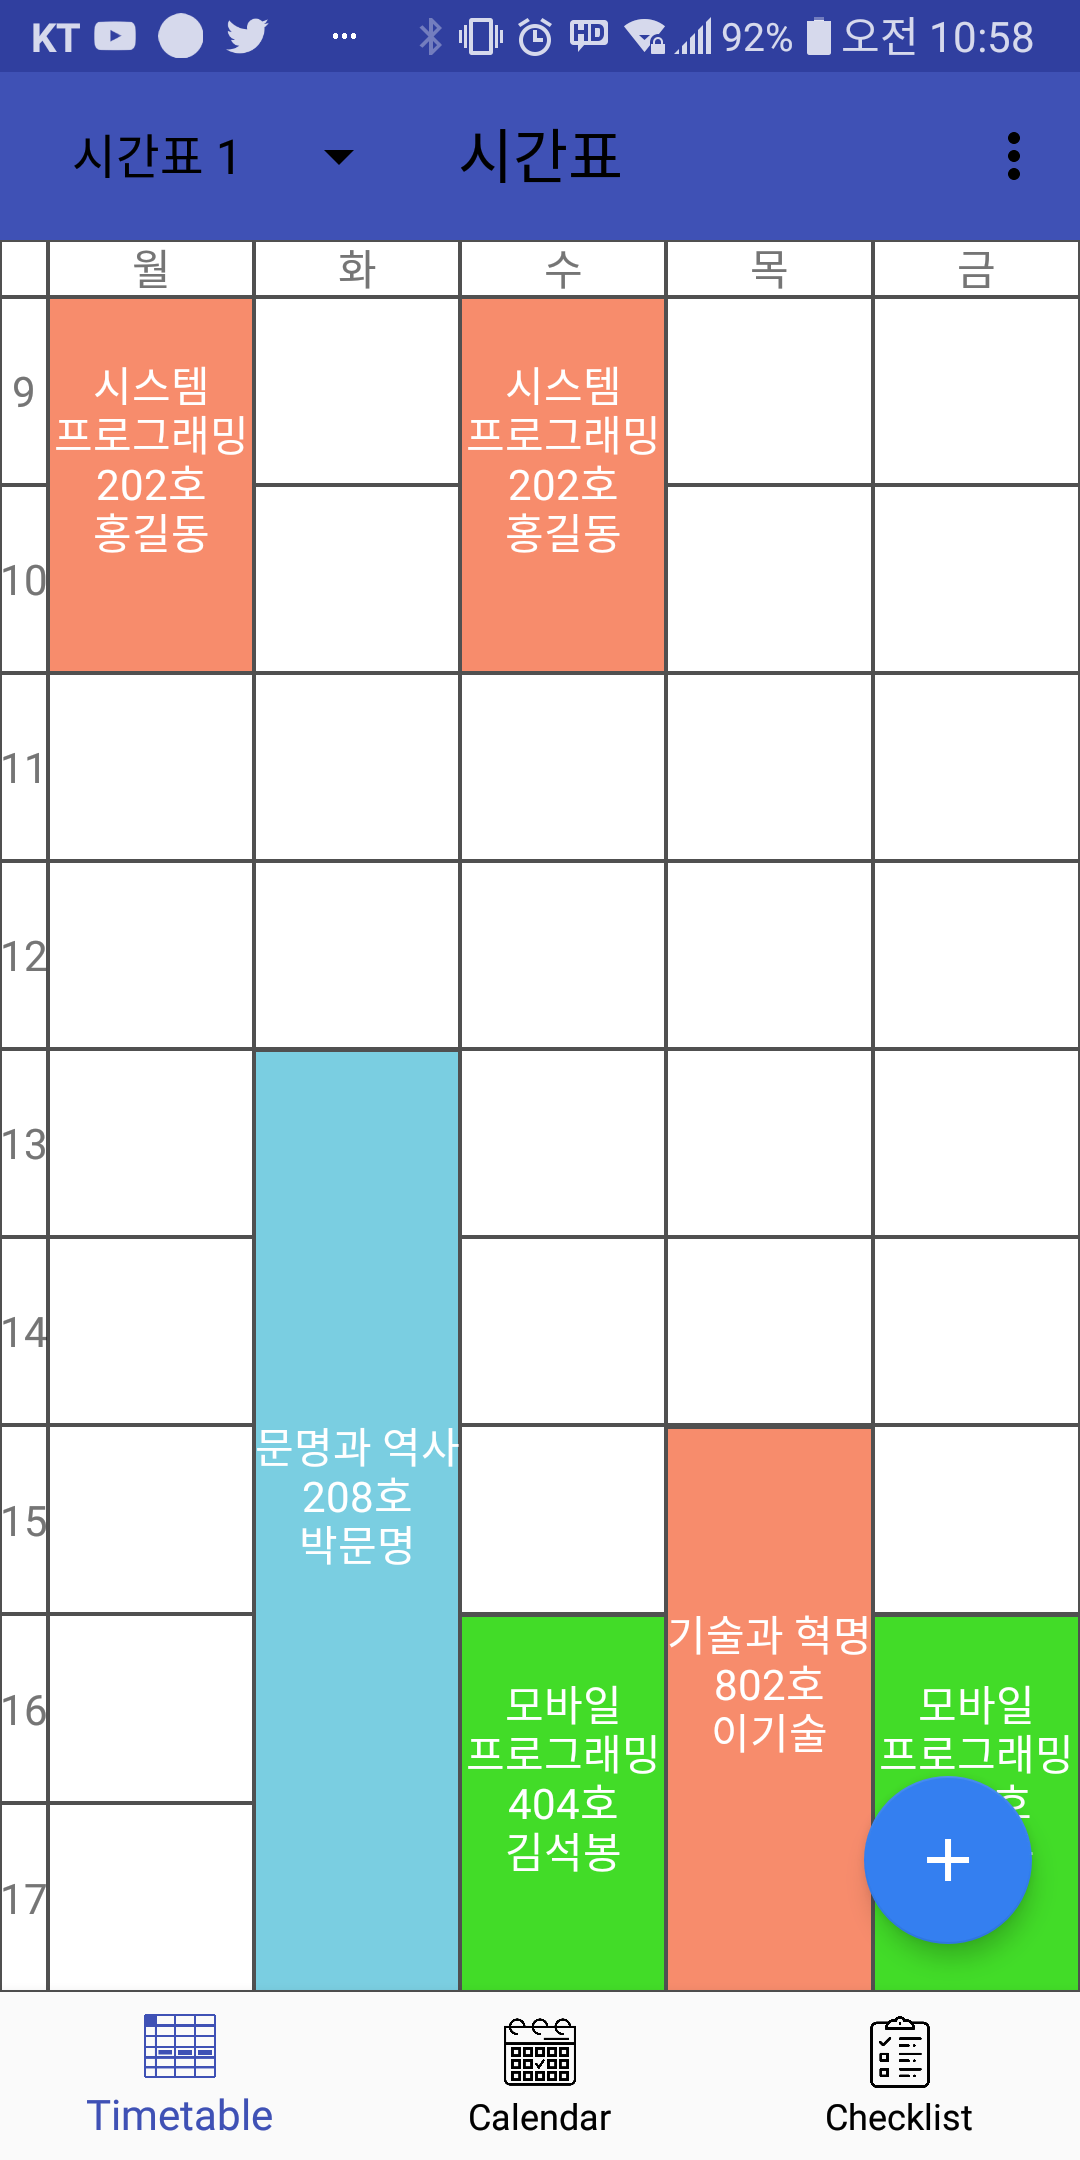 KT HD 92% 오전 10:58
시간표 1 시간표
월 화 수 목 금
9
시스템
프로그래밍
202호
홍길동
시스템
프로그래밍
202호
홍길동
10
11
12
13
14
문명과 역사
208호
박문명
15
기술과 혁명
802호
이기술
16
모바일
프로그래밍
404호
김석봉
모바일
프로그래밍
호
17
Timetable Calendar Checklist